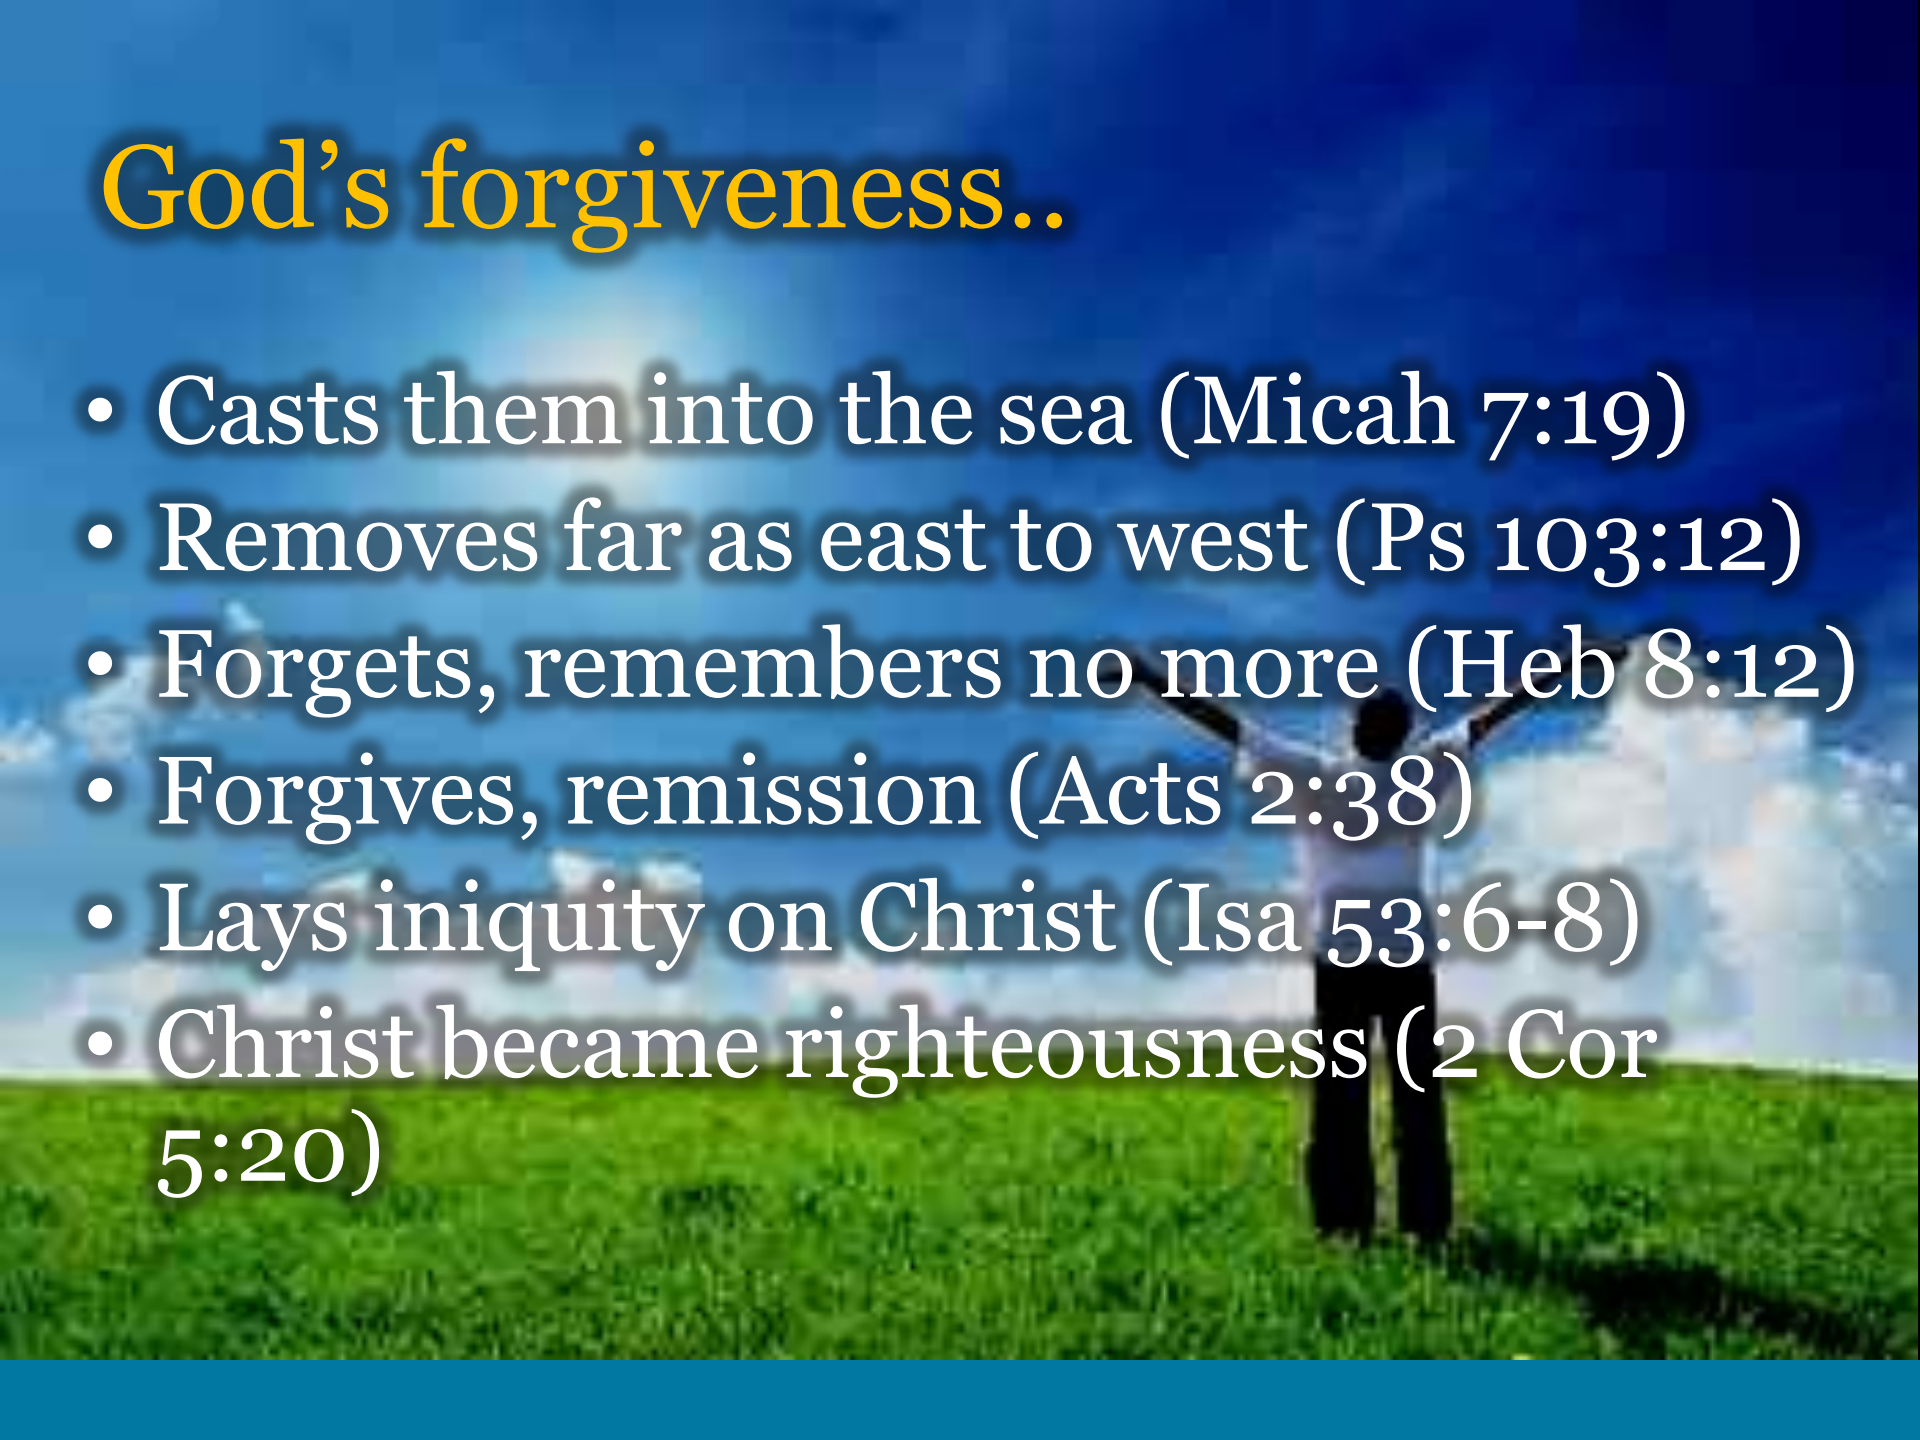 God’s forgiveness..
• Casts them into the sea (Micah 7:19)
• Removes far as east to west (Ps 103:12)
• Forgets, remembers no more (Heb 8:12)
• Forgives, remission (Acts 2:38)
• Lays iniquity on Christ (Isa 53:6-8)
• Christ became righteousness (2 Cor
5:20)